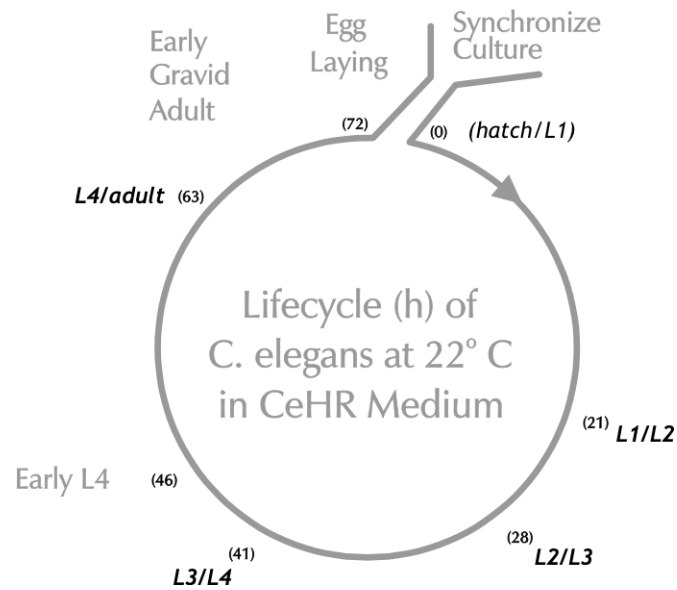 Early
Gravid
Adult
Egg
Laying
Synchronize
Culture
(72)
(0) (hatch/L1)
L4/adult (63)
Lifecycle (h) of
C. elegans at 22° C
in CeHR Medium
(21) L1/L2
Early L4 (46)
(28)
L2/L3
(41)
L3/L4